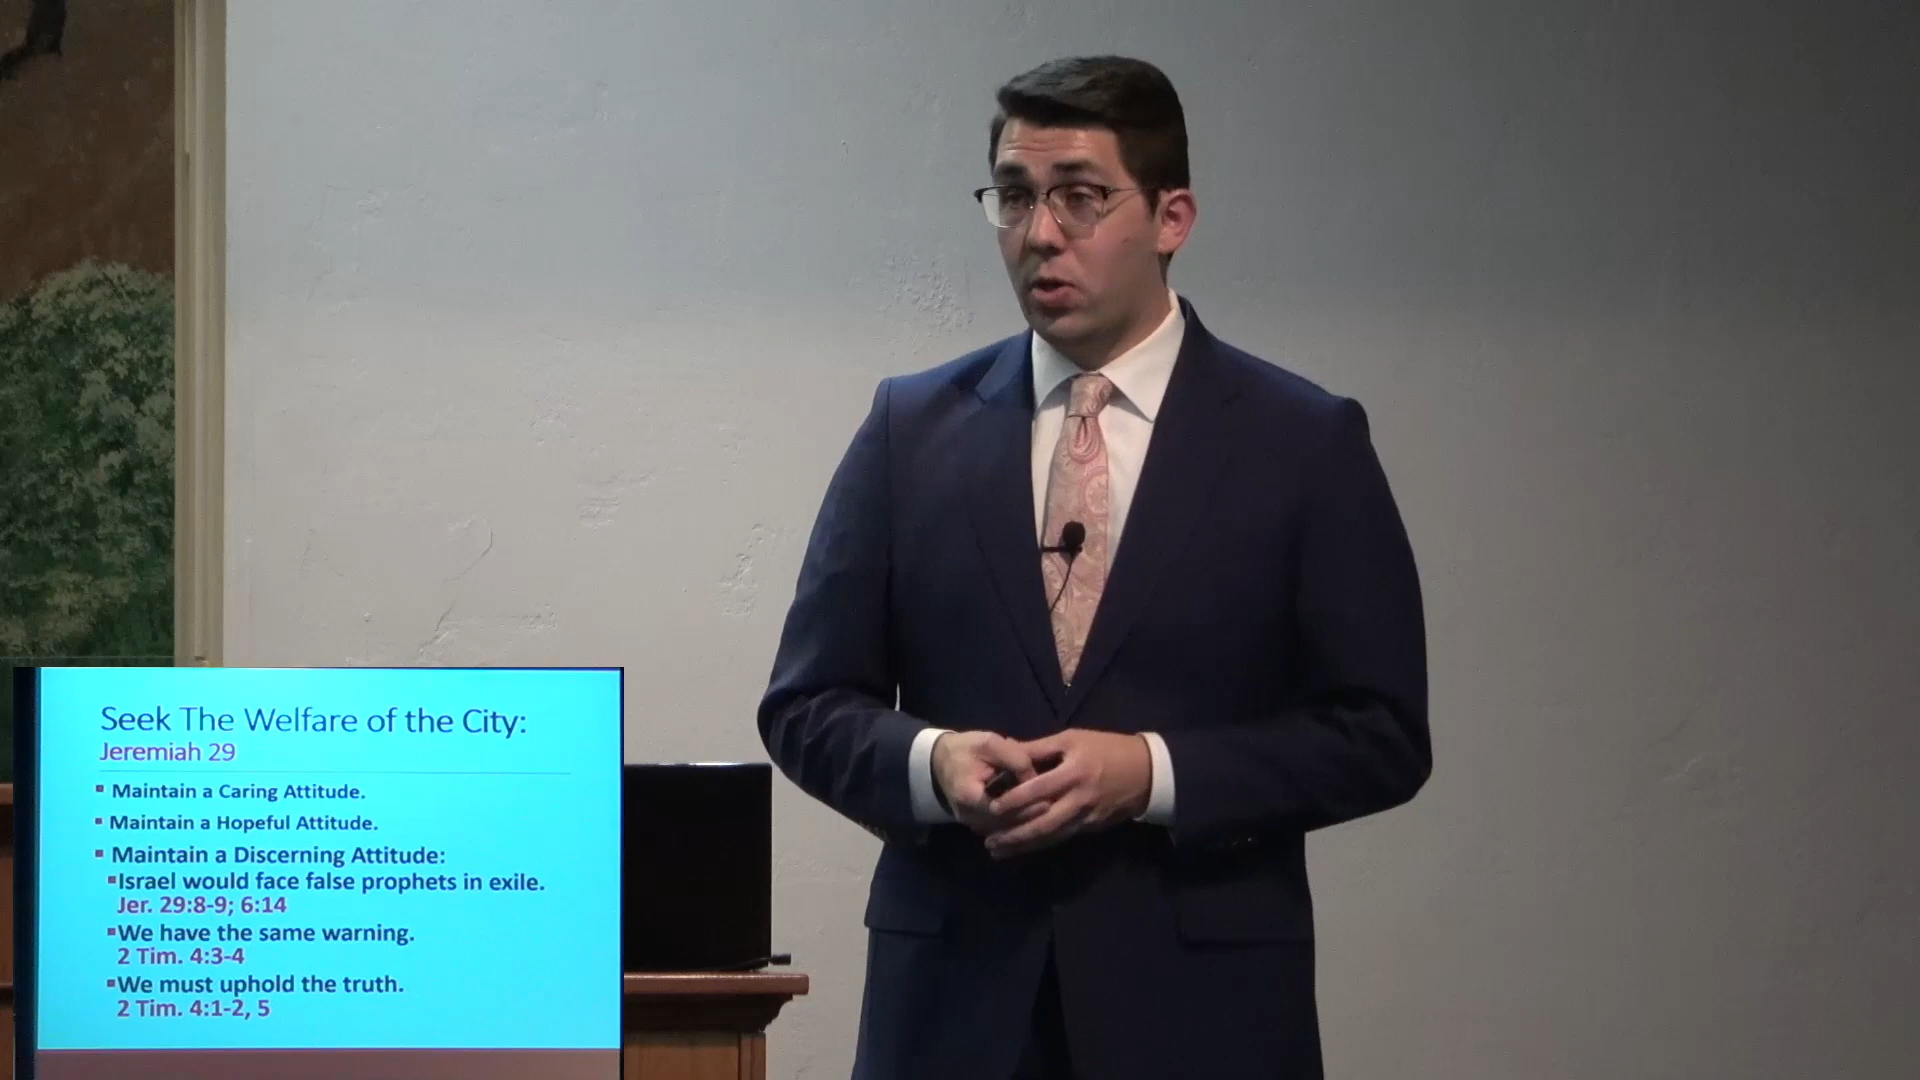 Seek The Welfare of the City:
Jeremiah 29
▪ Maintain a Caring Attitude.
▪ Maintain a Hopeful Attitude.
▪ Maintain a Discerning Attitude:
▪Israel would face false prophets in exile.
Jer. 29:8-9; 6:14
▪We have the same warning.
2 Tim. 4:3-4
▪We must uphold the truth.
2 Tim. 4:1-2, 5